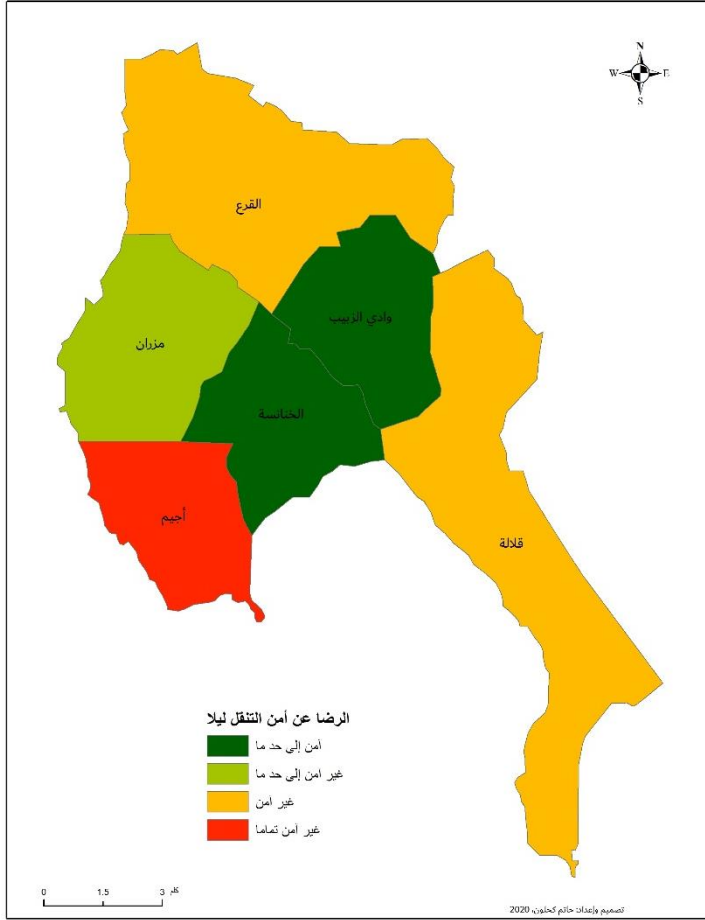 N
W E
S
القرع
وادي الزبيب
مزران
الخنانسة
أجيم
قلالة
الرضا عن أمن التنقل ليلا
آمن إلى حد ما
غير امن إلى حد ما
غير امن
غير آمن تماما
0 1.5 3 كلم
تصميم وإعداد: حاتم كحلون، 2020